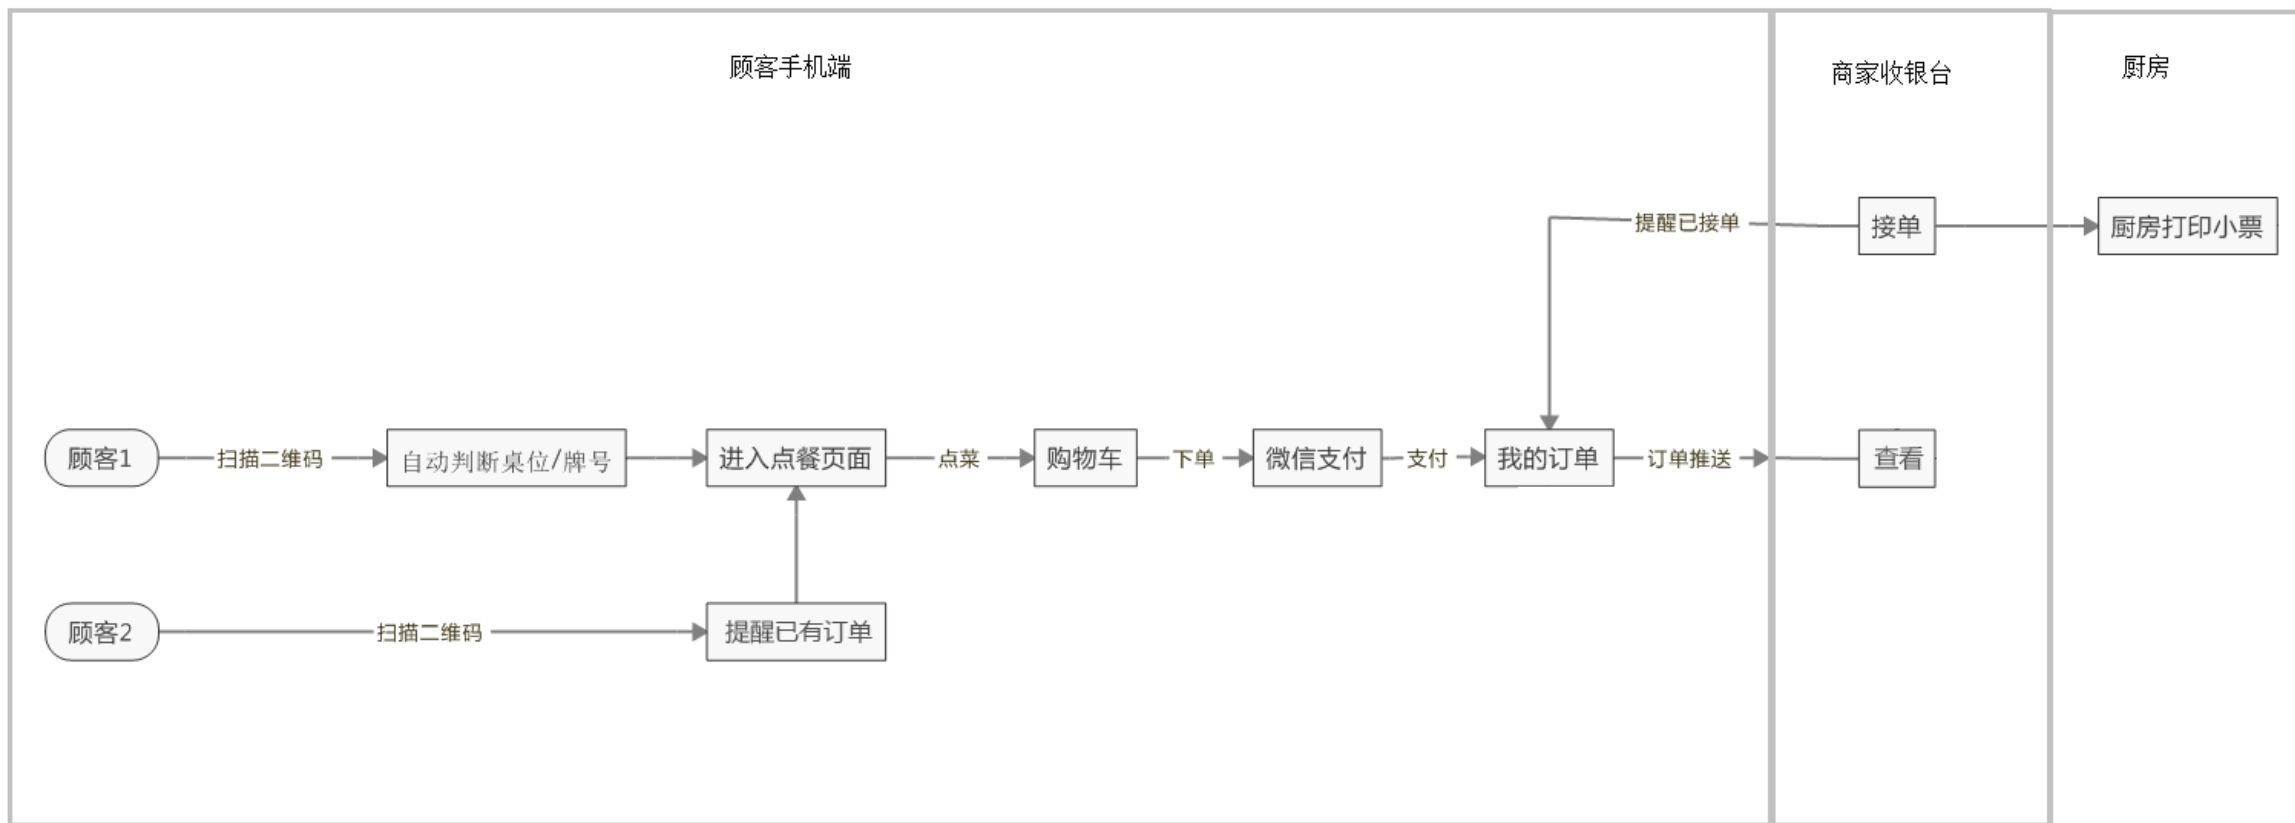 顾客手机端
商家收银台
厨房
提醒已接单
接单
厨房打印小票
顾客1
扫描二维码
自动判断桌位/牌号
进入点餐页面
点菜
购物车
下单
微信支付
支付
我的订单
订单推送
查看
顾客2
扫描二维码
提醒已有订单